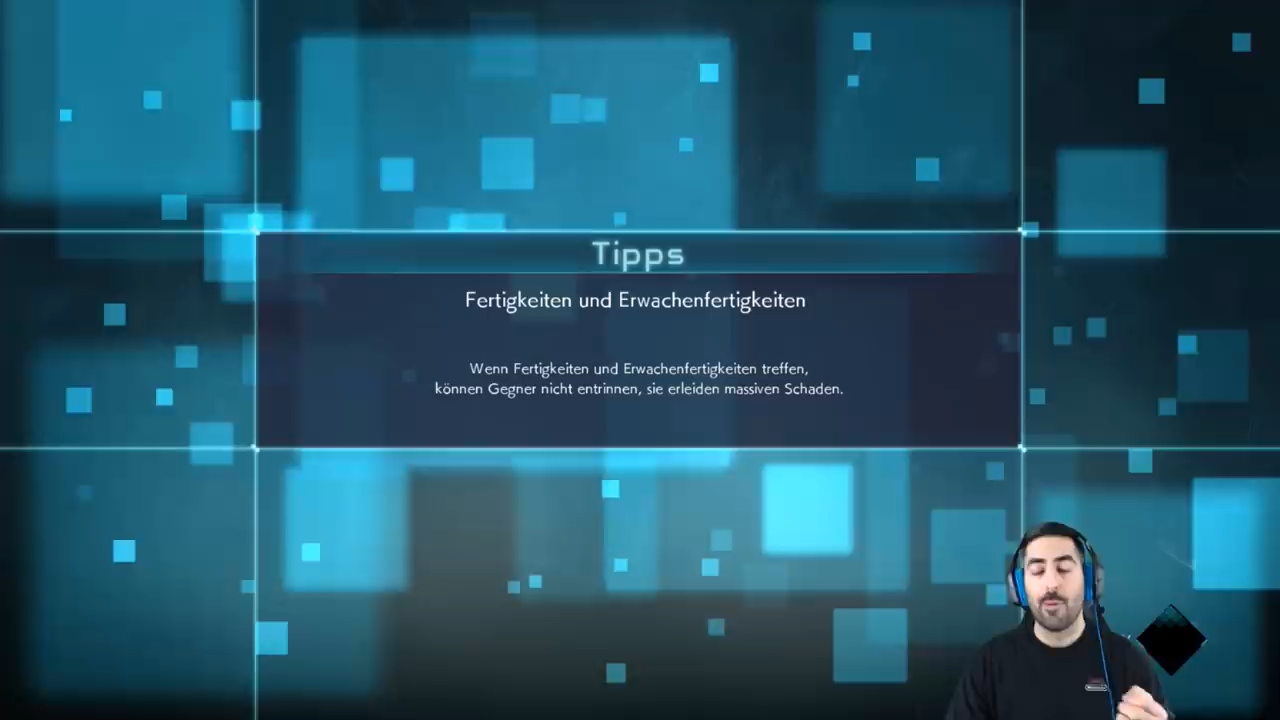 Tipps
Fertigkeiten und Erwachenfertigkeiten
Wenn Fertigkeiten und Erwachenfertigkeiten treffen,
können Gegner nicht entrinnen, sie erleiden massiven Schaden.